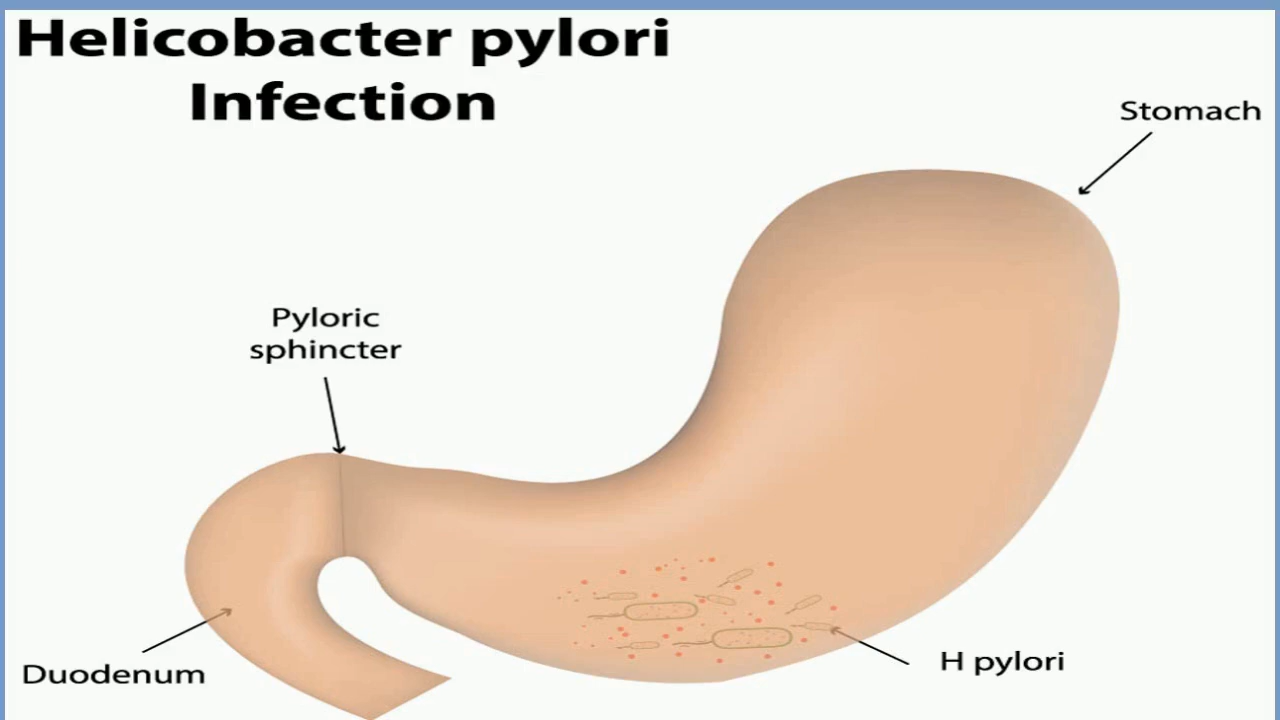 Helicobacter pylori
Infection
Stomach
Pyloric
sphincter
Duodenum
H pylori